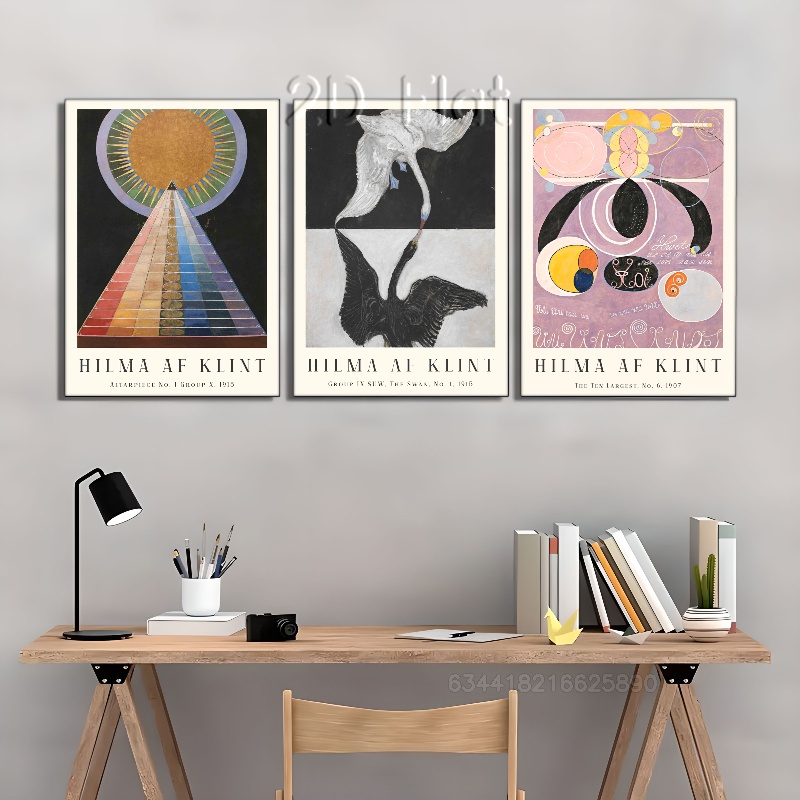 2D Flat
HILMA AF KLINT
ALTARPIECE NO. 1 GROUP X, 1915
HILMA AF KLINT
GROUP IX SUW, THE SWAN, NO. 1, 1915
HILMA AF KLINT
THE TEN LARGEST, NO. 6, 1907
634418216625890